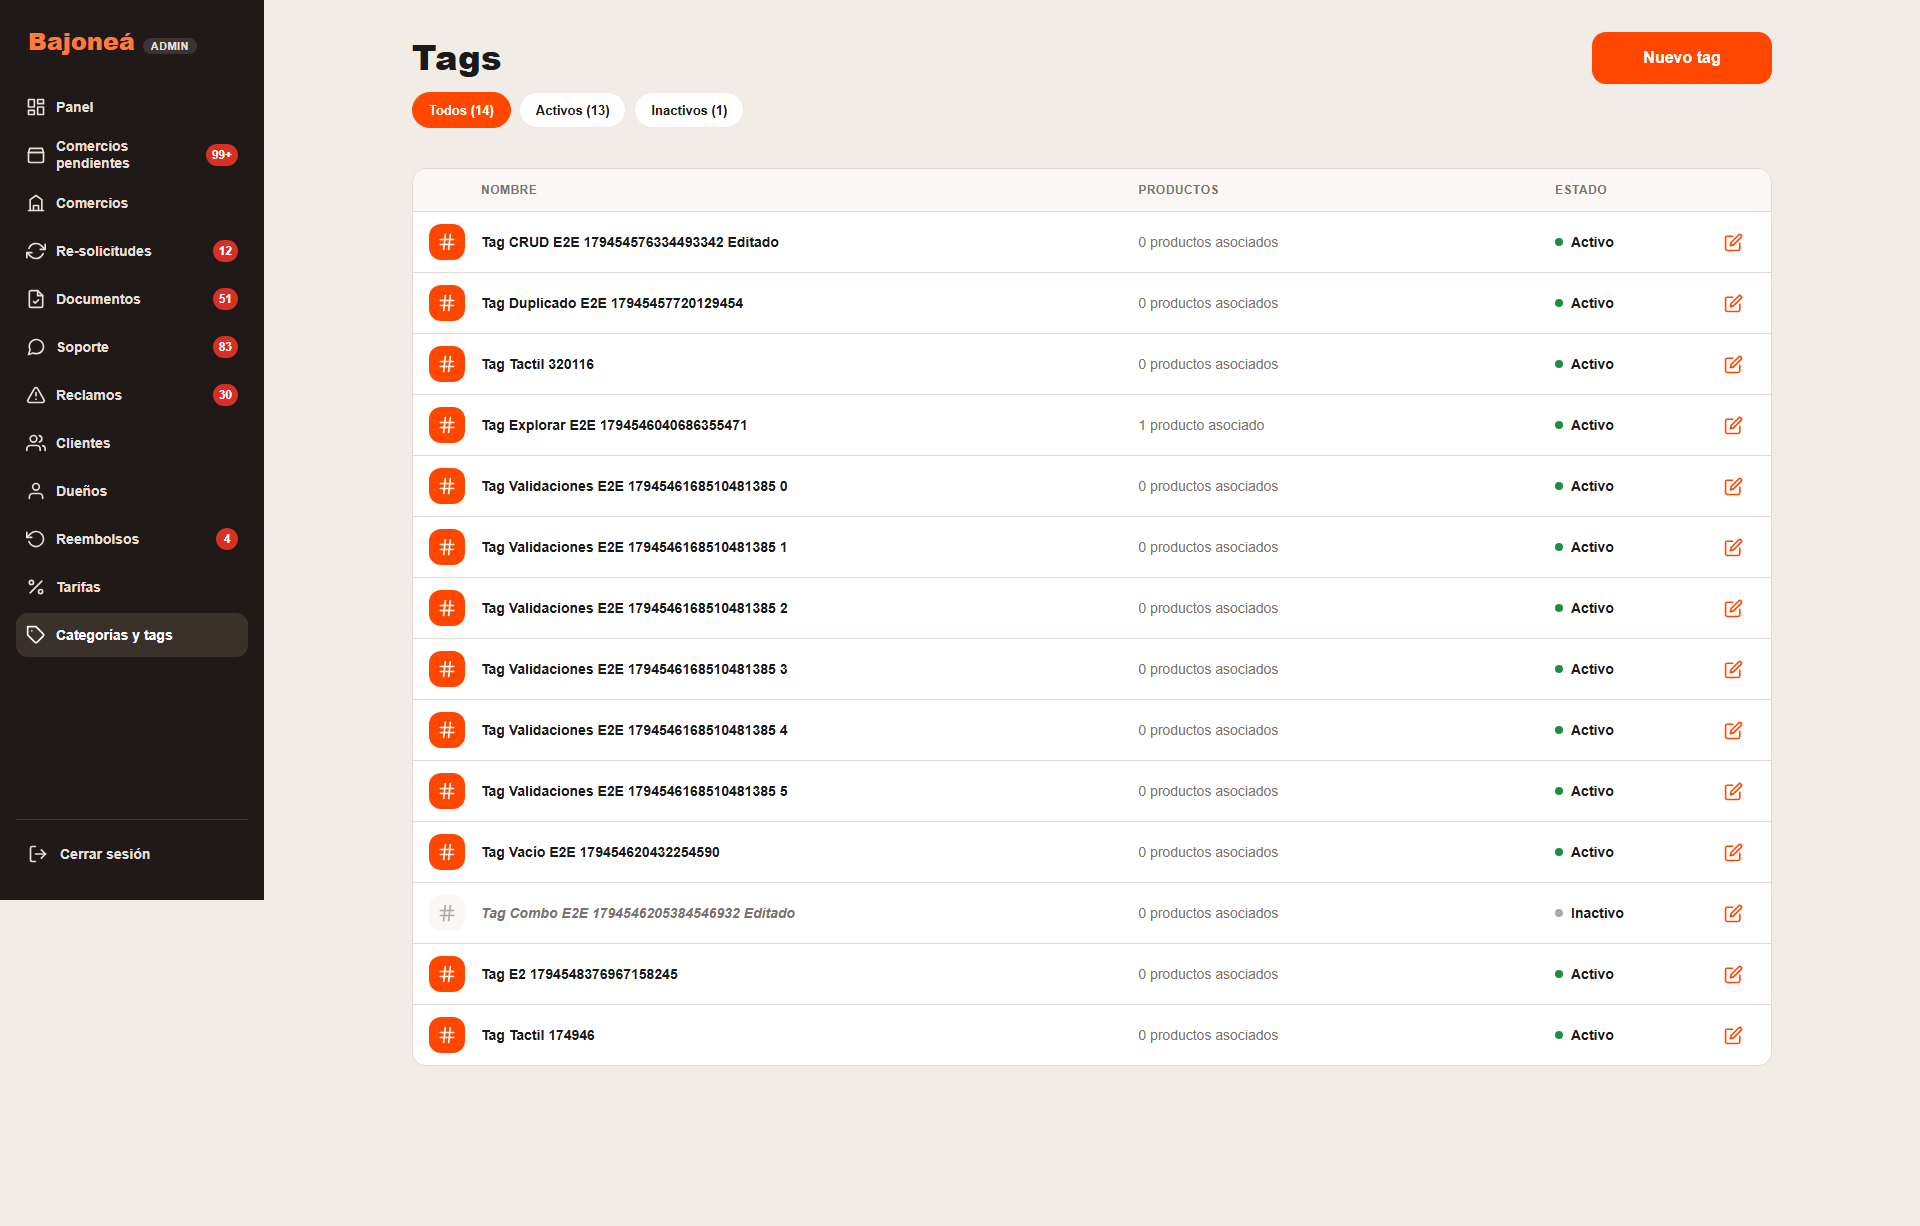 Bajoneá ADMIN
Panel
Comercios
pendientes
99+
Comercios
Re-solicitudes 12
Documentos 51
Soporte 83
Reclamos 30
Clientes
Dueños
Reembolsos 4
Tarifas
Categorías y tags
Cerrar sesión
Tags
Nuevo tag
Todos (14) Activos (13) Inactivos (1)
NOMBRE PRODUCTOS ESTADO
Tag CRUD E2E 179454576334493342 Editado 0 productos asociados Activo
Tag Duplicado E2E 17945457720129454 0 productos asociados Activo
Tag Tactil 320116 0 productos asociados Activo
Tag Explorar E2E 1794546040686355471 1 producto asociado Activo
Tag Validaciones E2E 1794546168510481385 0 0 productos asociados Activo
Tag Validaciones E2E 1794546168510481385 1 0 productos asociados Activo
Tag Validaciones E2E 1794546168510481385 2 0 productos asociados Activo
Tag Validaciones E2E 1794546168510481385 3 0 productos asociados Activo
Tag Validaciones E2E 1794546168510481385 4 0 productos asociados Activo
Tag Validaciones E2E 1794546168510481385 5 0 productos asociados Activo
Tag Vacío E2E 179454620432254590 0 productos asociados Activo
Tag Combo E2E 1794546205384546932 Editado 0 productos asociados Inactivo
Tag E2 1794548376967158245 0 productos asociados Activo
Tag Tactil 174946 0 productos asociados Activo